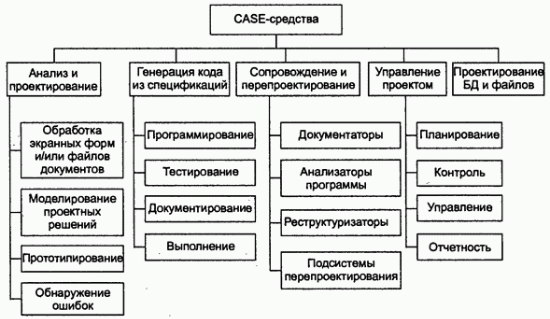 CASE-средства
Анализ и
проектирование
Генерация кода
из спецификаций
Сопровождение и
перепроектирование
Управление
проектом
Проектирование
БД и файлов
Обработка
экранных форм
и/или файлов
документов
Моделирование
проектных
решений
Прототипирование
Обнаружение
ошибок
Программирование
Тестирование
Документирование
Выполнение
Документаторы
Анализаторы
программы
Реструктуризаторы
Подсистемы
перепроектирования
Планирование
Контроль
Управление
Отчетность